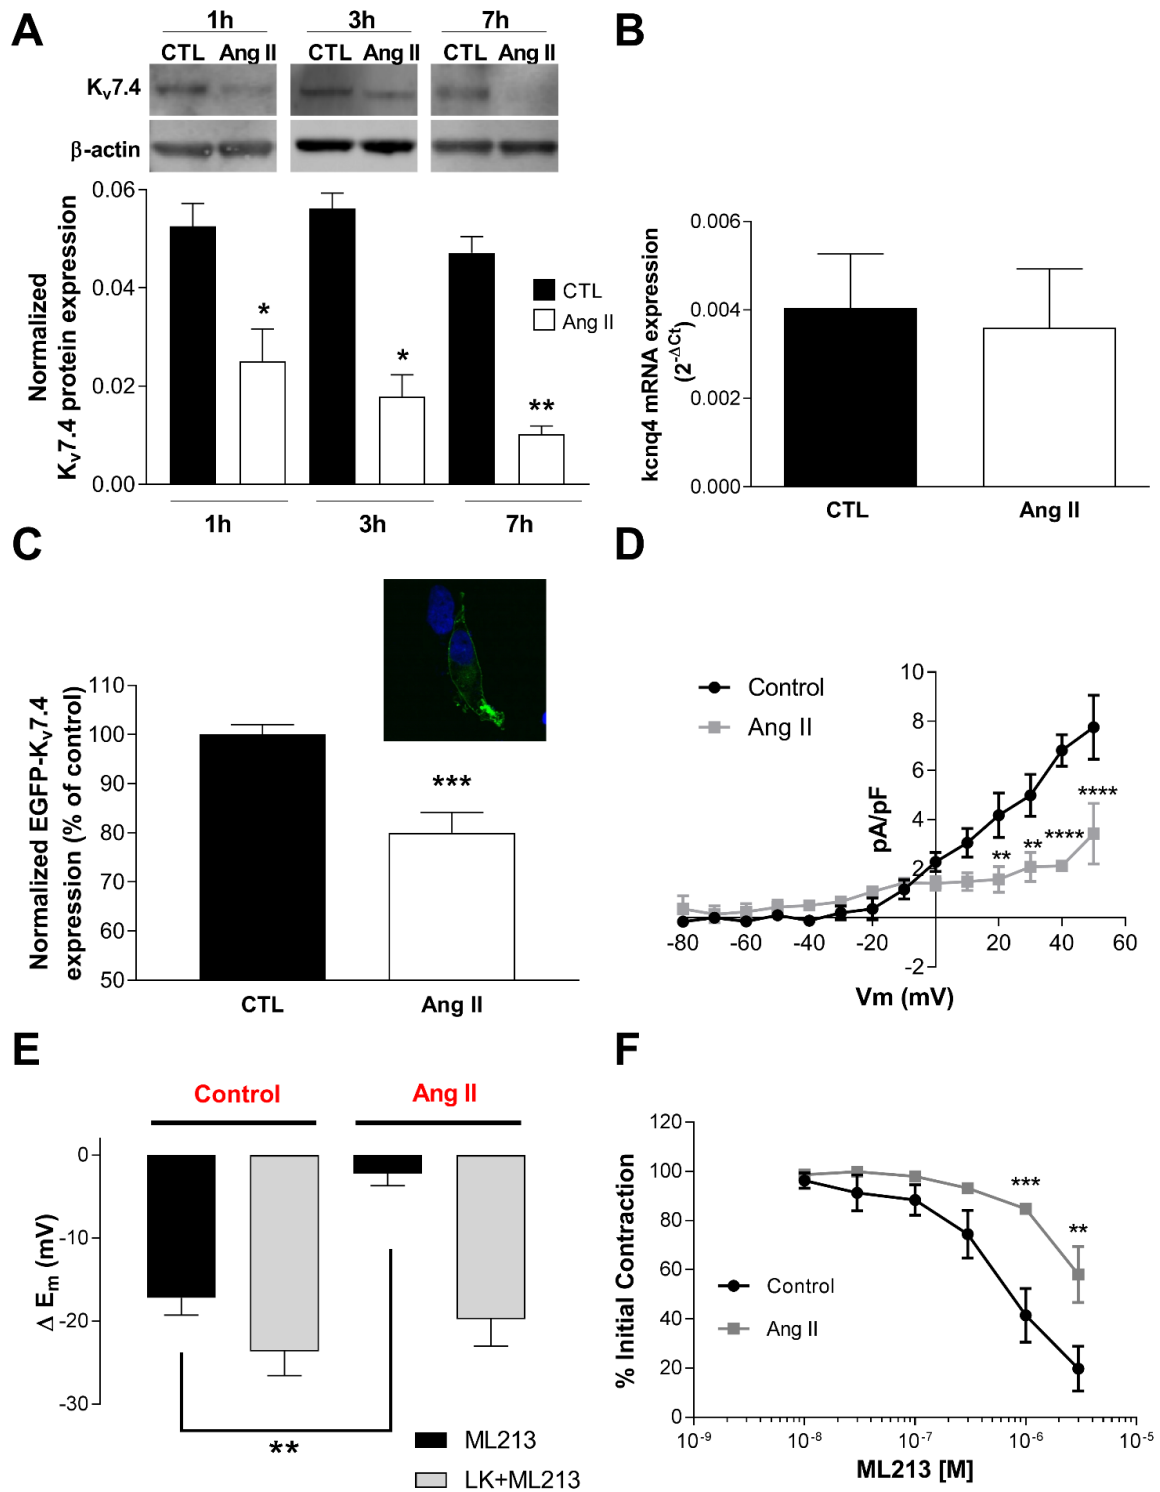 A
1h
3h
7h
CTL Ang II
CTL Ang II
CTL Ang II
Kv7.4
β-actin
Normalized
Kv7.4 protein expression
0.06
0.04
0.02
0.00
*
*
**
CTL
Ang II
1h
3h
7h
B
kcnq4 mRNA expression
(2-ΔCt)
0.006
0.004
0.002
0.000
CTL
Ang II
C
Normalized EGFP-Kv7.4
expression (% of control)
110
100
90
80
70
60
50
***
CTL
Ang II
D
Control
Ang II
pA/pF
10
8
6
4
2
-2
**
**
****
****
-80 -60 -40 -20 20 40 60
Vm (mV)
E
Control
Ang II
Δ Em (mV)
0
-10
-20
-30
**
ML213
LK+ML213
F
% Initial Contraction
120
100
80
60
40
20
0
***
**
Control
Ang II
10-9 10-8 10-7 10-6 10-5
ML213 [M]